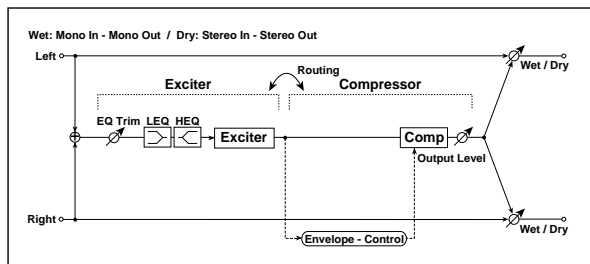 Wet: Mono In - Mono Out / Dry: Stereo In - Stereo Out
Left
Wet / Dry
Routing
Exciter
Compressor
EQ Trim
LEQ
HEQ
Exciter
Comp
Output Level
Right
Wet / Dry
Envelope - Control